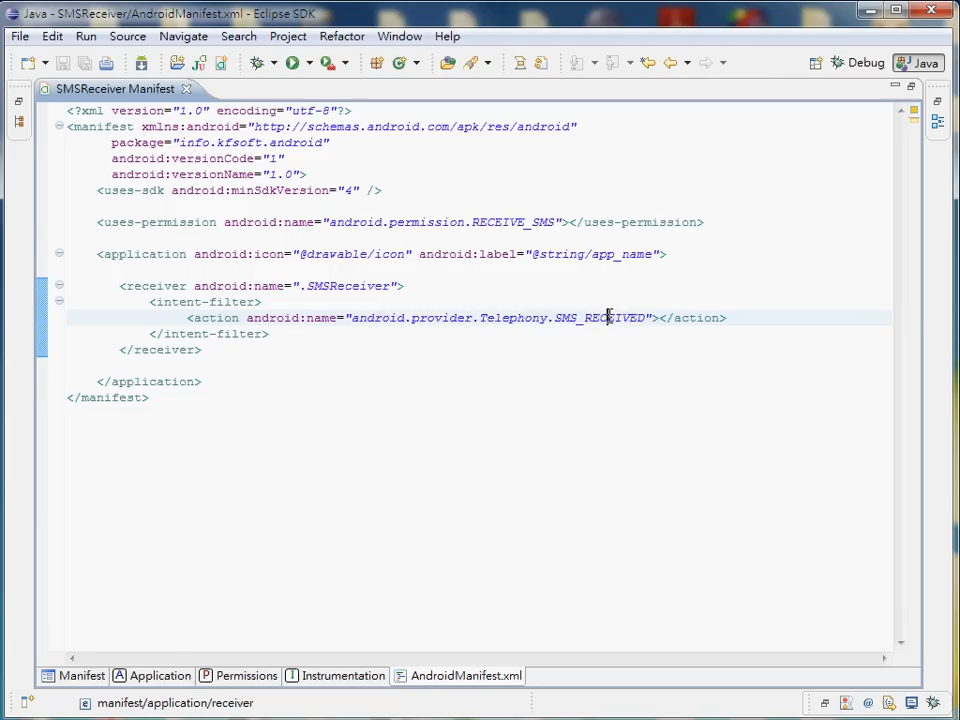 Java - SMSReceiver/AndroidManifest.xml - Eclipse SDK
File Edit Run Source Navigate Search Project Refactor Window Help
Debug Java
SMSReceiver Manifest
<?xml version="1.0" encoding="utf-8"?>
<manifest xmlns:android="http://schemas.android.com/apk/res/android"
package="info.kfsoft.android"
android:versionCode="1"
android:versionName="1.0">
<uses-sdk android:minSdkVersion="4" />
<uses-permission android:name="android.permission.RECEIVE_SMS"></uses-permission>
<application android:icon="@drawable/icon" android:label="@string/app_name">
<receiver android:name=".SMSReceiver">
<intent-filter>
<action android:name="android.provider.Telephony.SMS_RECEIVED"></action>
</intent-filter>
</receiver>
</application>
</manifest>
Manifest A Application P Permissions I Instrumentation AndroidManifest.xml
e manifest/application/receiver